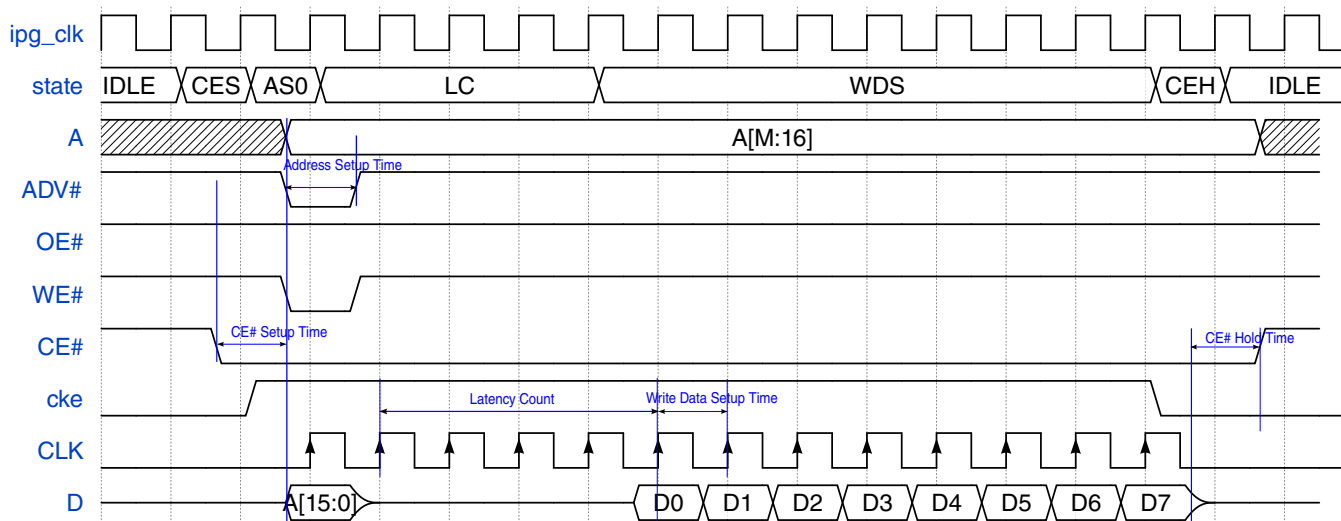 ipg_clk
state IDLE CES AS0 LC WDS CEH IDLE
A A[M:16]
Address Setup Time
ADV#
OE#
WE#
CE# Setup Time CE# Hold Time
CE#
cke
Latency Count Write Data Setup Time
CLK
D A[15:0] D0 D1 D2 D3 D4 D5 D6 D7